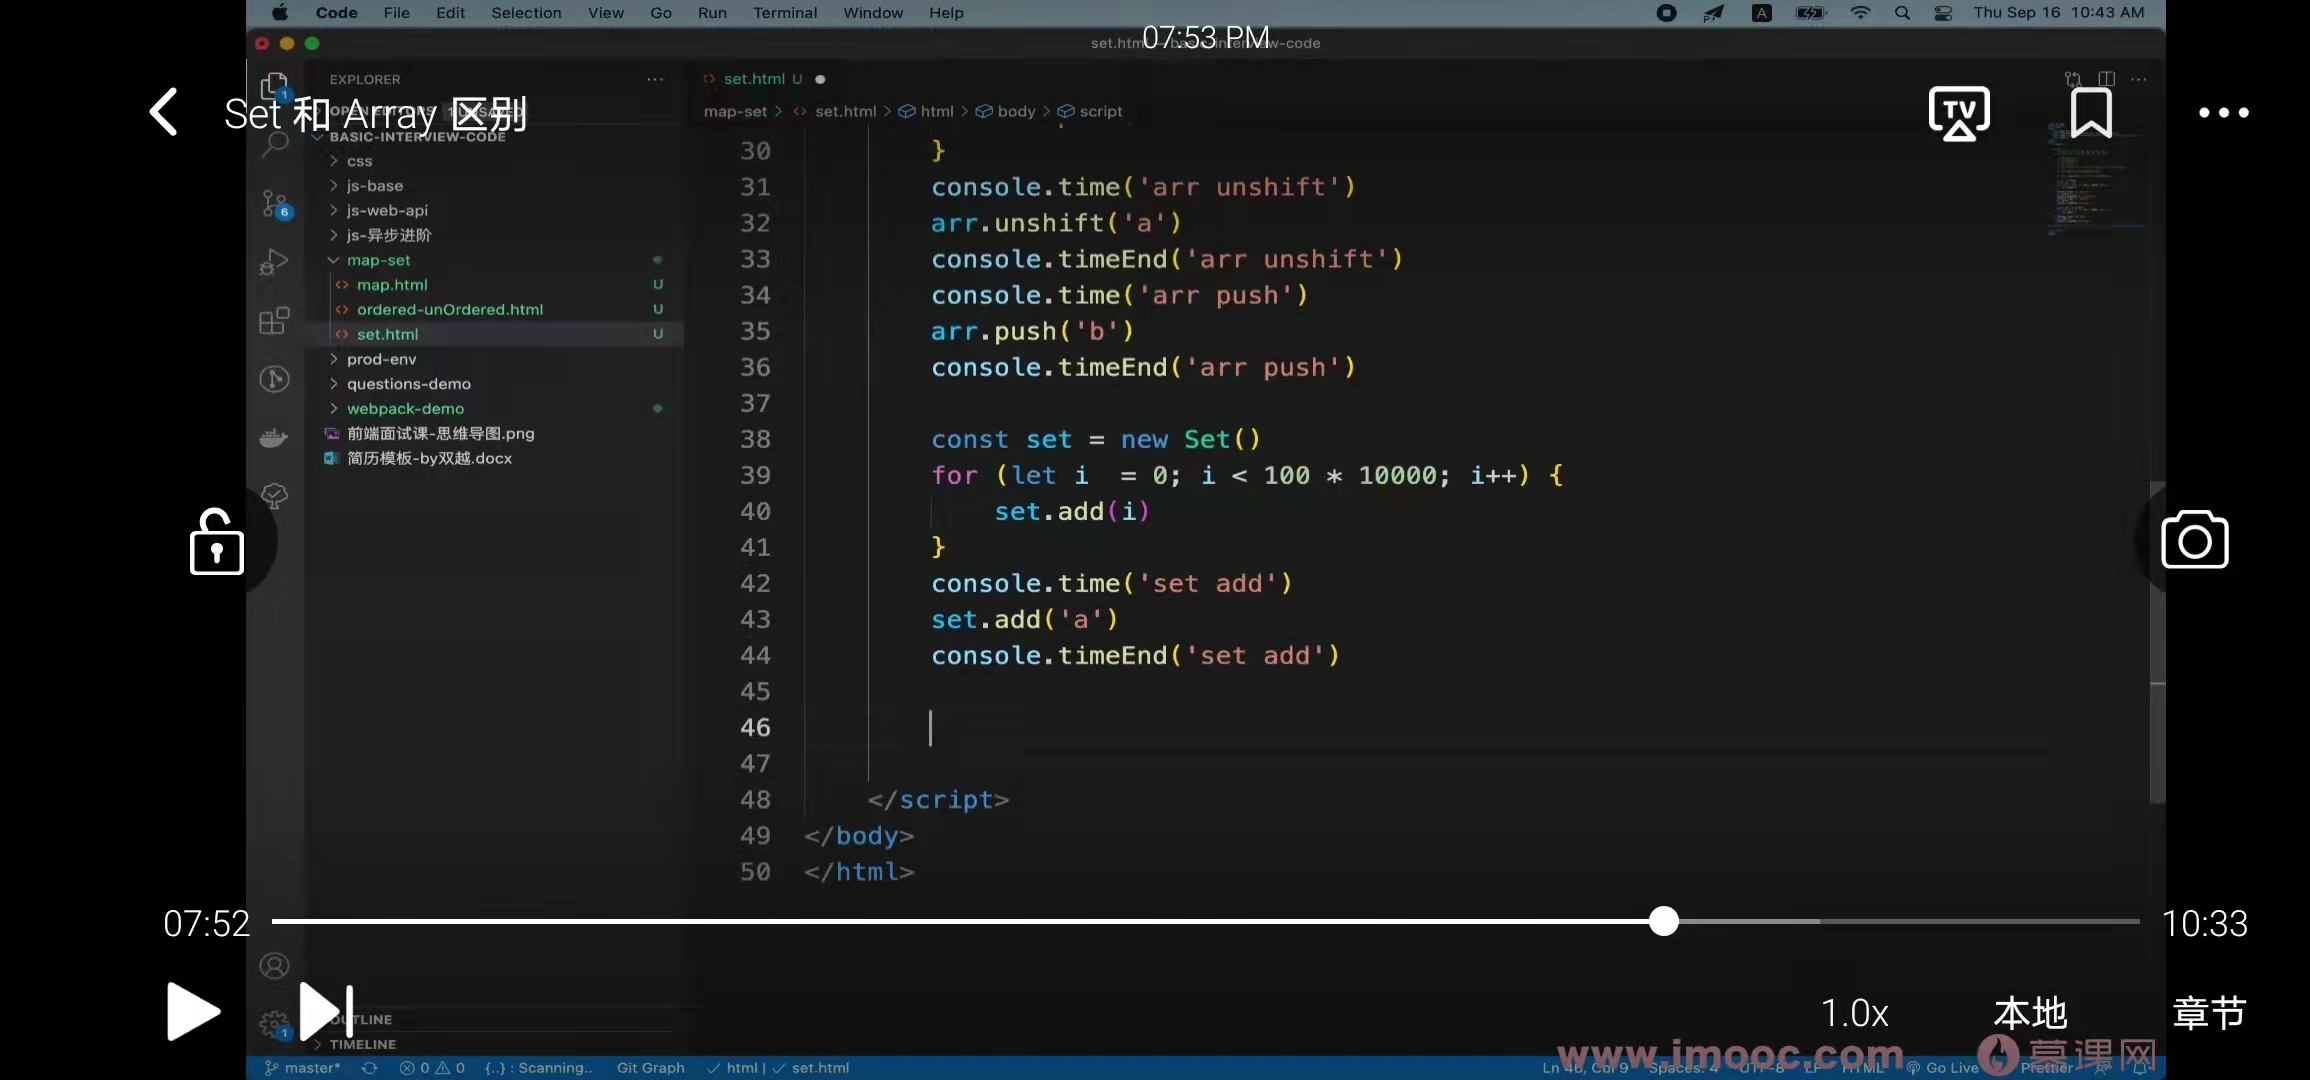 Code File Edit Selection View Go Run Terminal Window Help
A Thu Sep 16 10:43 AM
07:53 PM
set.html — basic-interview-code
Set 和 Array 区别
EXPLORER
OPEN EDITORS 1 UNSAVED
BASIC-INTERVIEW-CODE
css
js-base
js-web-api
js-异步进阶
map-set
map.html U
ordered-unOrdered.html U
set.html U
prod-env
questions-demo
webpack-demo
前端面试课-思维导图.png
简历模板-by双越.docx
1
6
1
OUTLINE
TIMELINE
set.html U
map-set > set.html > html > body > script
TV
30 }
31 console.time('arr unshift')
32 arr.unshift('a')
33 console.timeEnd('arr unshift')
34 console.time('arr push')
35 arr.push('b')
36 console.timeEnd('arr push')
37
38 const set = new Set()
39 for (let i  = 0; i < 100 * 10000; i++) {
40 set.add(i)
41 }
42 console.time('set add')
43 set.add('a')
44 console.timeEnd('set add')
45
46
47
48 </script>
49 </body>
50 </html>
07:52 10:33
1.0x 本地 章节
www.imooc.com 慕课网
master* 0 0 {..} : Scanning.. Git Graph html | set.html
Ln 46, Col 9 Spaces: 4 UTF-8 LF HTML Go Live Prettier